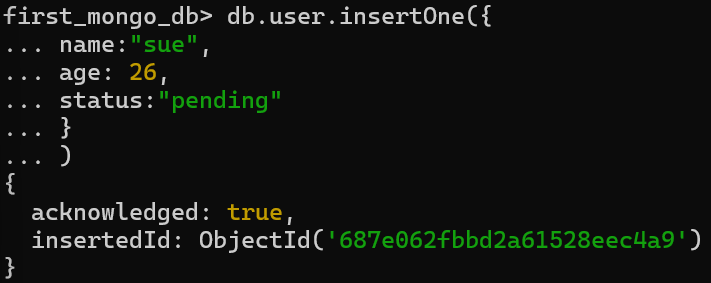 first_mongo_db> db.user.insertOne({
... name:"sue",
... age: 26,
... status:"pending"
... }
... )
{
  acknowledged: true,
  insertedId: ObjectId('687e062fbbd2a61528eec4a9')
}